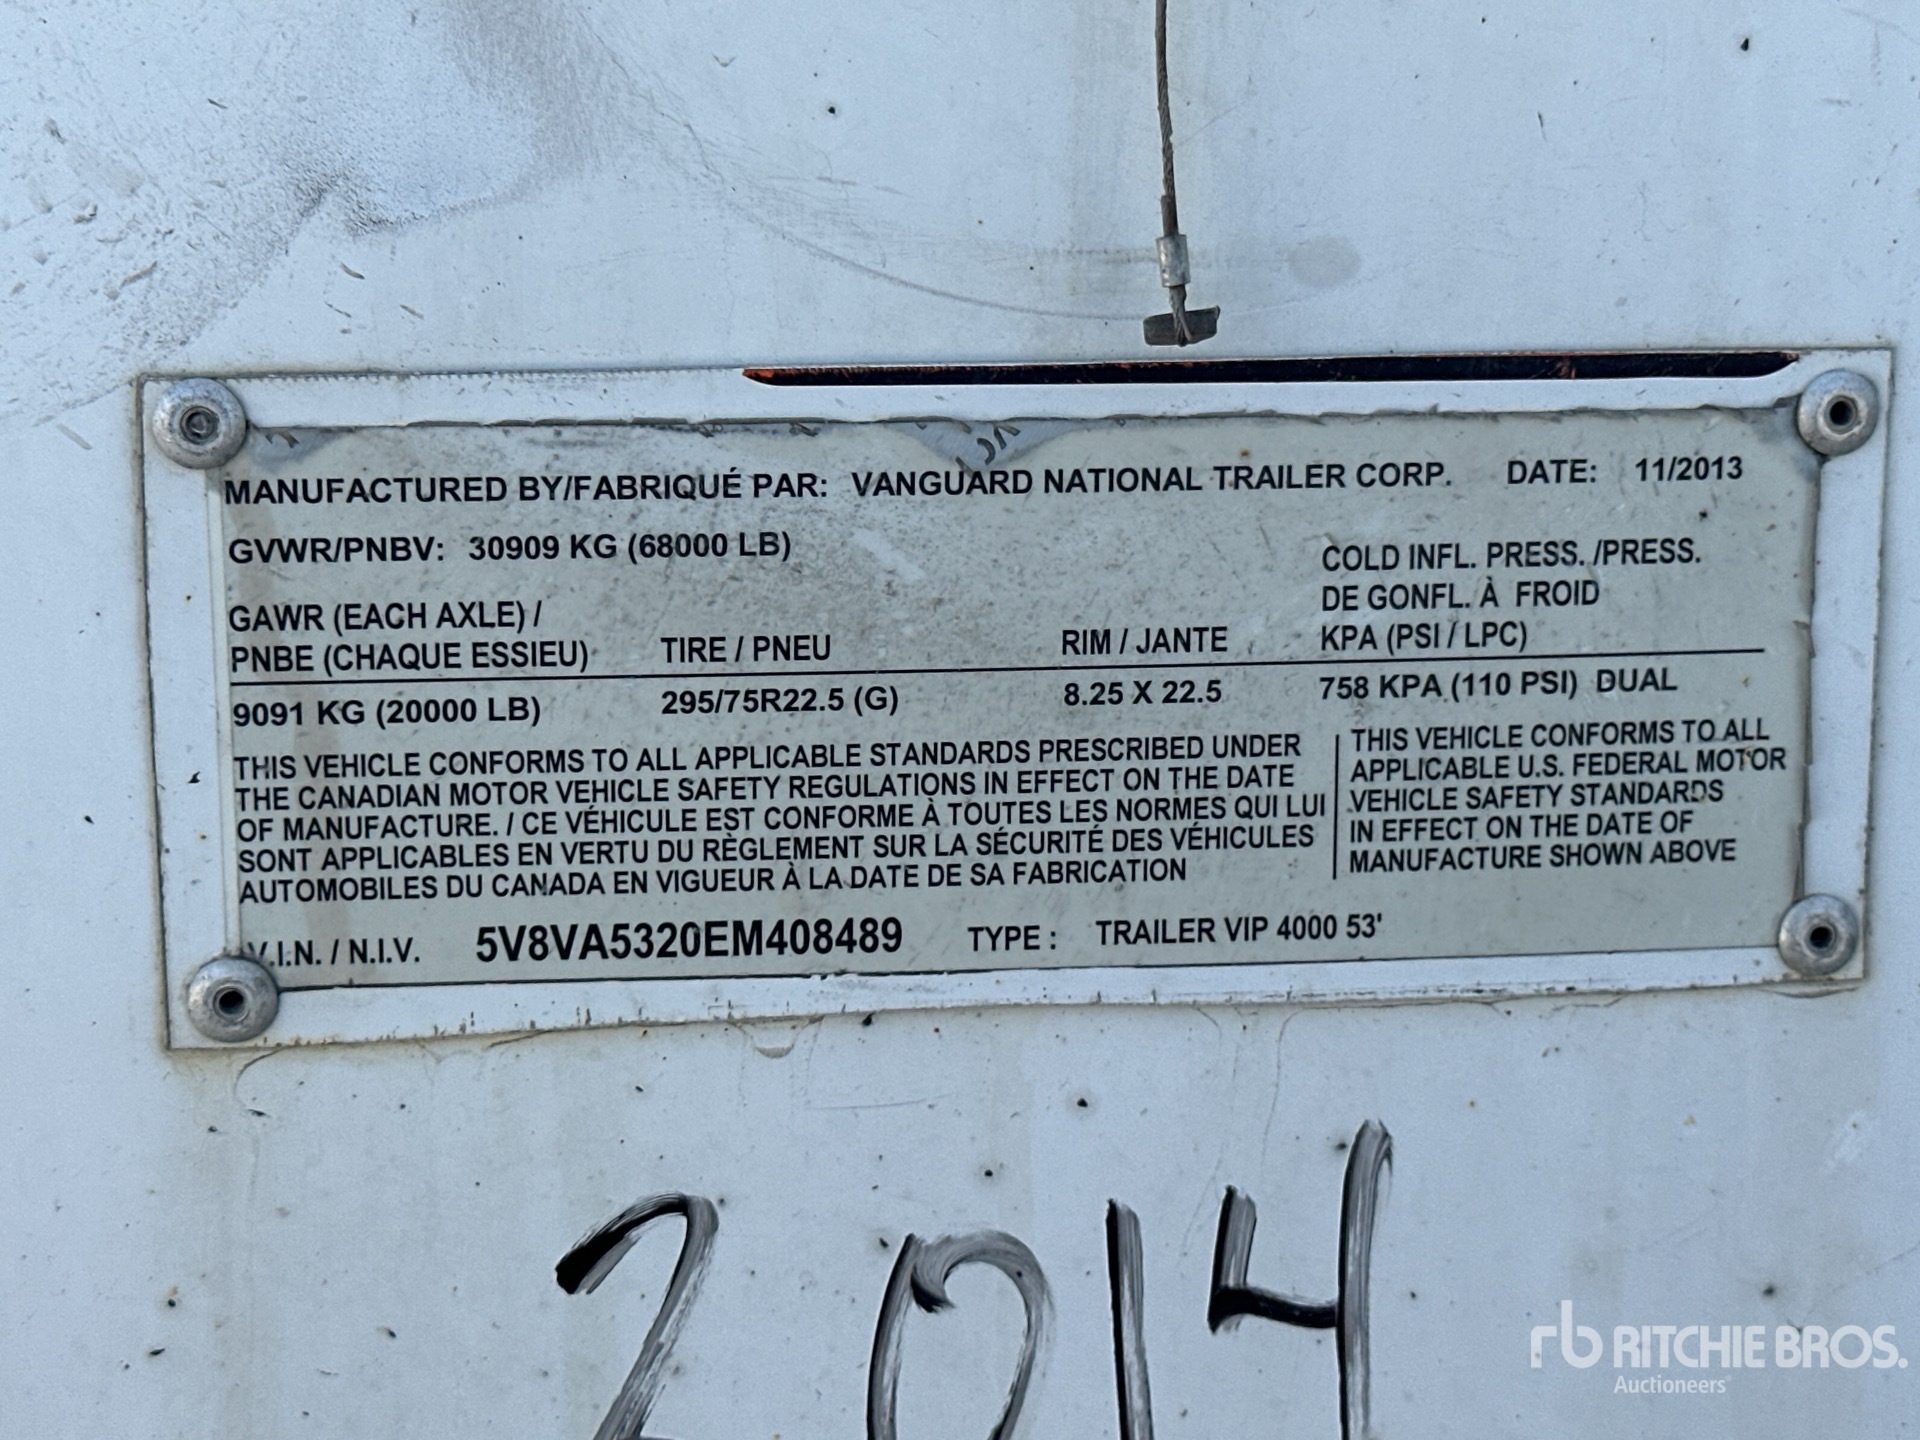 MANUFACTURED BY/FABRIQUÉ PAR: VANGUARD NATIONAL TRAILER CORP. DATE: 11/2013
GVWR/PNBV: 30909 KG (68000 LB)
COLD INFL. PRESS. /PRESS.
DE GONFL. À FROID
KPA (PSI / LPC)
GAWR (EACH AXLE) /
PNBE (CHAQUE ESSIEU) TIRE / PNEU RIM / JANTE
9091 KG (20000 LB) 295/75R22.5 (G) 8.25 X 22.5 758 KPA (110 PSI) DUAL
THIS VEHICLE CONFORMS TO ALL APPLICABLE STANDARDS PRESCRIBED UNDER
THE CANADIAN MOTOR VEHICLE SAFETY REGULATIONS IN EFFECT ON THE DATE
OF MANUFACTURE. / CE VÉHICULE EST CONFORME À TOUTES LES NORMES QUI LUI
SONT APPLICABLES EN VERTU DU RÈGLEMENT SUR LA SÉCURITÉ DES VÉHICULES
AUTOMOBILES DU CANADA EN VIGUEUR À LA DATE DE SA FABRICATION
THIS VEHICLE CONFORMS TO ALL
APPLICABLE U.S. FEDERAL MOTOR
VEHICLE SAFETY STANDARDS
IN EFFECT ON THE DATE OF
MANUFACTURE SHOWN ABOVE
V.I.N. / N.I.V. 5V8VA5320EM408489 TYPE : TRAILER VIP 4000 53'
2014
rb RITCHIE BROS.
Auctioneers